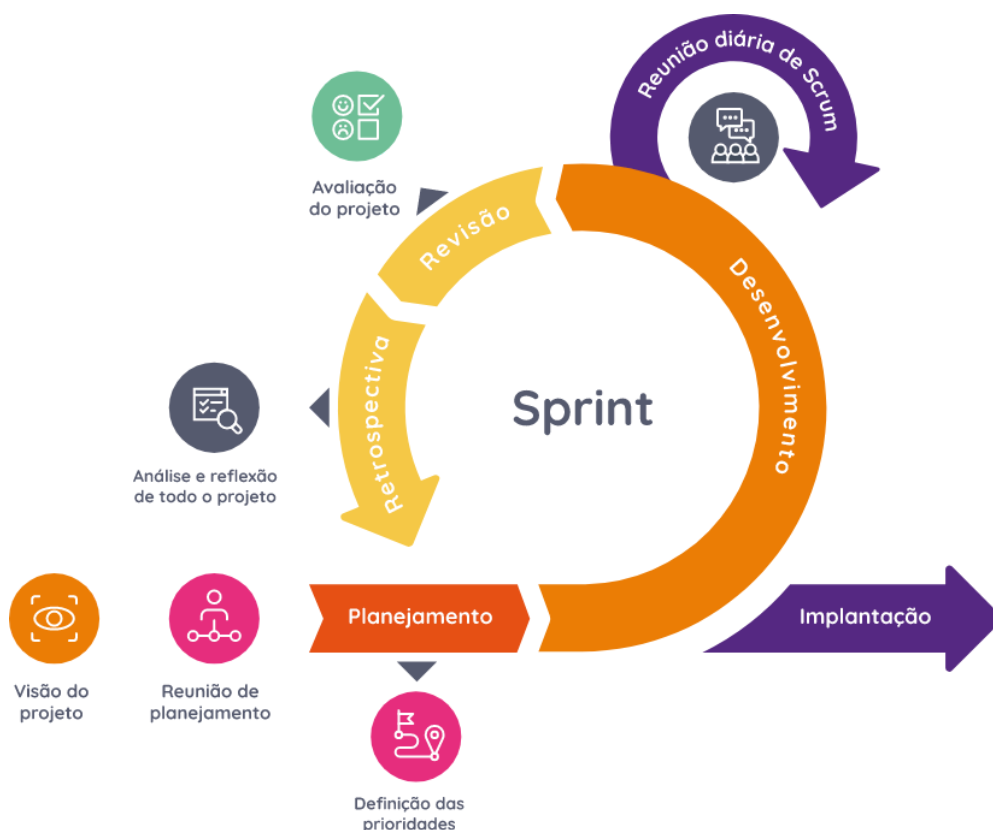 Reunião diária de Scrum
Avaliação
do projeto
Revisão
Desenvolvimento
Retrospectiva
Sprint
Análise e reflexão
de todo o projeto
Planejamento
Implantação
Visão do
projeto
Reunião de
planejamento
Definição das
prioridades